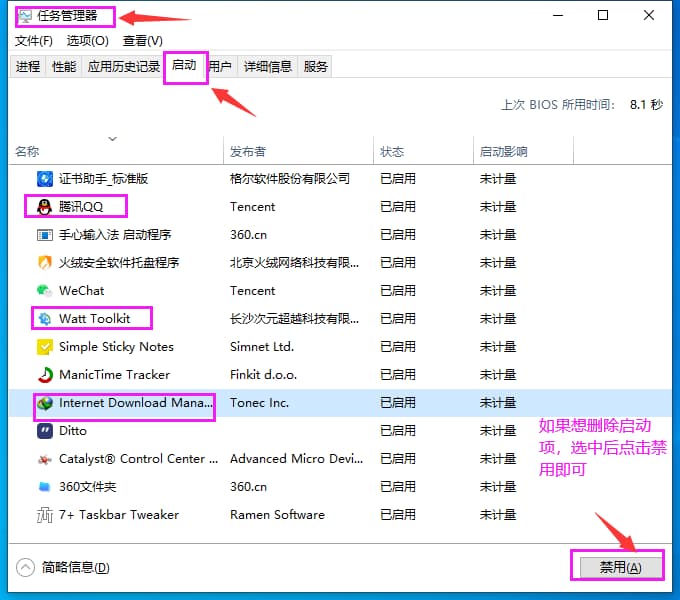 任务管理器
文件(F) 选项(O) 查看(V)
进程 性能 应用历史记录 启动 用户 详细信息 服务
上次 BIOS 所用时间: 8.1 秒
名称 发布者 状态 启动影响
证书助手_标准版 格尔软件股份有限公司 已启用 未计量
腾讯QQ Tencent 已启用 未计量
手心输入法 启动程序 360.cn 已启用 未计量
火绒安全软件托盘程序 北京火绒网络科技有限... 已启用 未计量
WeChat Tencent 已启用 未计量
Watt Toolkit 长沙次元超越科技有限... 已启用 未计量
Simple Sticky Notes Simnet Ltd. 已启用 未计量
ManicTime Tracker Finkit d.o.o. 已启用 未计量
Internet Download Mana... Tonec Inc. 已启用 未计量
Ditto 已启用 未计量
Catalyst® Control Center ... Advanced Micro Devi... 已启用 未计量
360文件夹 360.cn 已启用 未计量
7+ Taskbar Tweaker Ramen Software 已启用 未计量
如果想删除启动
项，选中后点击禁
用即可
简略信息(D) 禁用(A)